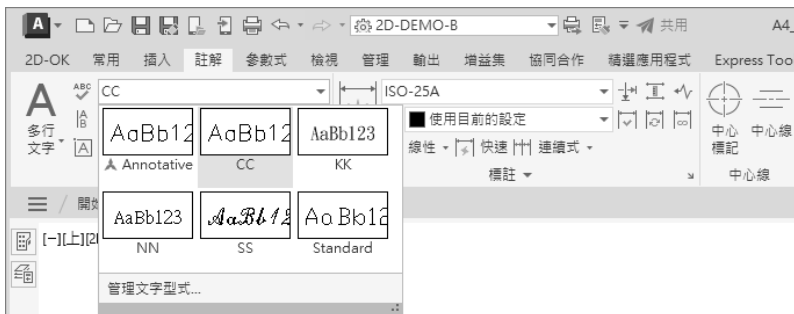 A 2D-DEMO-B 共用 A4_
2D-OK 常用 插入 註解 參數式 檢視 管理 輸出 增益集 協同合作 精選應用程式 Express Too
A ABC CC ISO-25A
多行 文字
A B
A
AaBb12 AaBb12 AaBb123
Annotative CC KK
AaBb123 AaBb12 AaBb12
NN SS Standard
管理文字型式...
使用目前的設定
線性 快速 連續式
標註
中心 標記 中心線
中心線
開始
[-][上][2